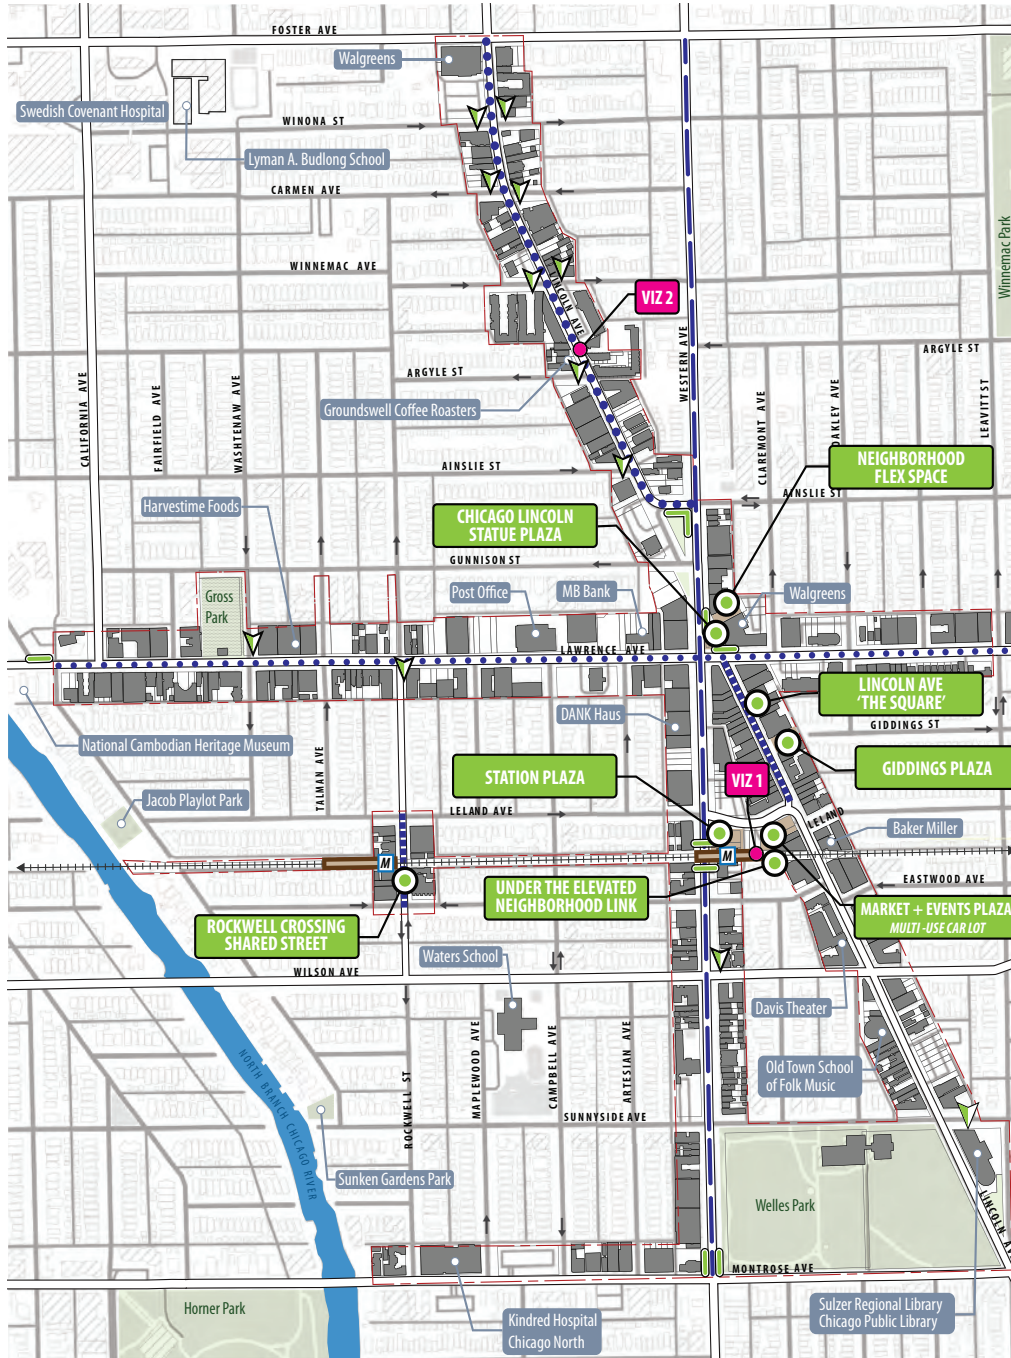 FOSTER AVE
Walgreens
Swedish Covenant Hospital
WINONA ST
Lyman A. Budlong School
CARMEN AVE
Winnemac Park
WINNEMAC AVE
LINCOLN AVE
VIZ 2
WESTERN AVE
ARGYLE ST
ARGYLE ST
CALIFORNIA AVE
FAIRFIELD AVE
WASHTENAW AVE
Groundswell Coffee Roasters
CLAREMONT AVE
OAKLEY AVE
LEAVITT ST
NEIGHBORHOOD
FLEX SPACE
AINSLIE ST
AINSLIE ST
Harvestime Foods
CHICAGO LINCOLN
STATUE PLAZA
GUNNISON ST
Gross
Park
Post Office
MB Bank
Walgreens
LAWRENCE AVE
LINCOLN AVE
'THE SQUARE'
DANK Haus
GIDDINGS ST
National Cambodian Heritage Museum
TALMAN AVE
STATION PLAZA
VIZ 1
GIDDINGS PLAZA
Jacob Playlot Park
LELAND AVE
LELAND
Baker Miller
M
M
EASTWOOD AVE
UNDER THE ELEVATED
NEIGHBORHOOD LINK
MARKET + EVENTS PLAZA
MULTI-USE CAR LOT
ROCKWELL CROSSING
SHARED STREET
Waters School
WILSON AVE
Davis Theater
NORTH BRANCH CHICAGO RIVER
ROCKWELL ST
MAPLEWOOD AVE
CAMPBELL AVE
ARTESIAN AVE
Old Town School
of Folk Music
SUNNYSIDE AVE
Sunken Gardens Park
Welles Park
LINCOLN AVE
MONTROSE AVE
Horner Park
Kindred Hospital
Chicago North
Sulzer Regional Library
Chicago Public Library